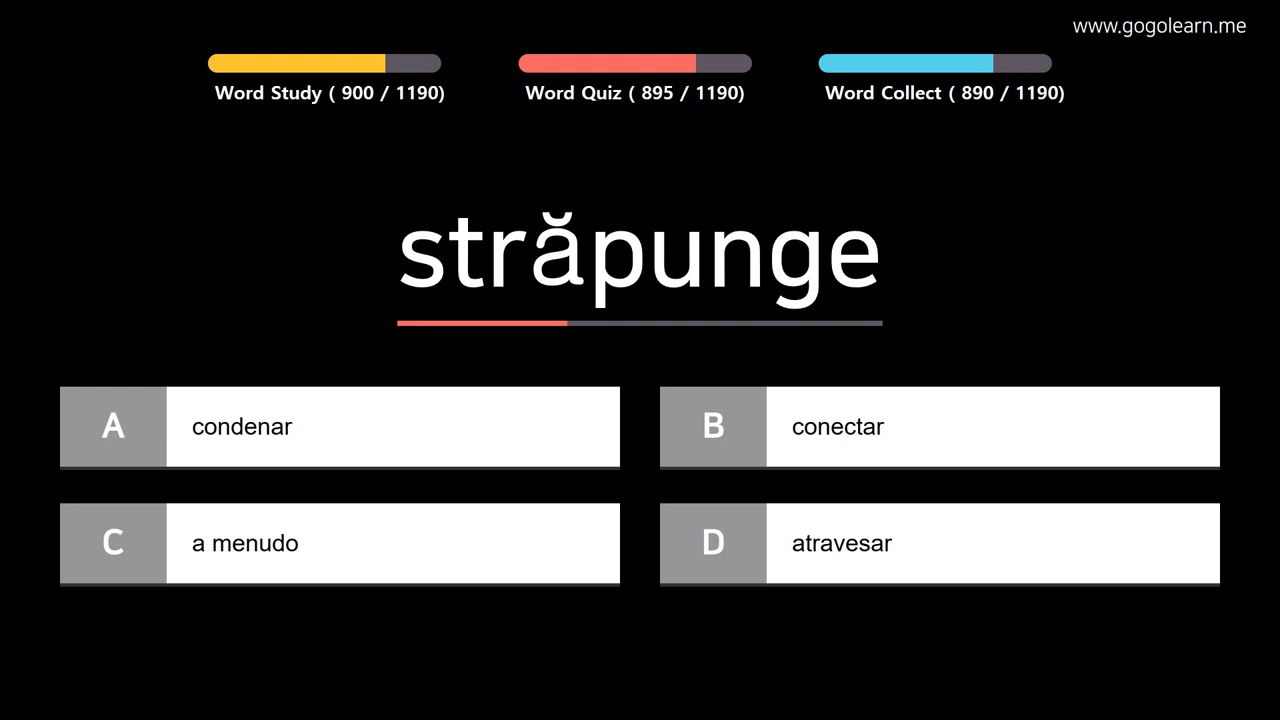 www.gogolearn.me
Word Study ( 900 / 1190)
Word Quiz ( 895 / 1190)
Word Collect ( 890 / 1190)
străpunge
A condenar
B conectar
C a menudo
D atravesar